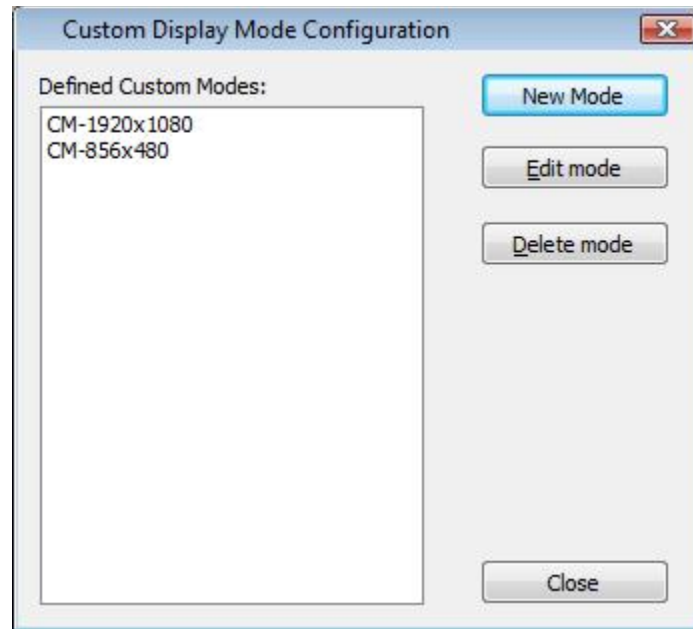 Custom Display Mode Configuration
Defined Custom Modes:
CM-1920x1080
CM-856x480
New Mode
Edit mode
Delete mode
Close